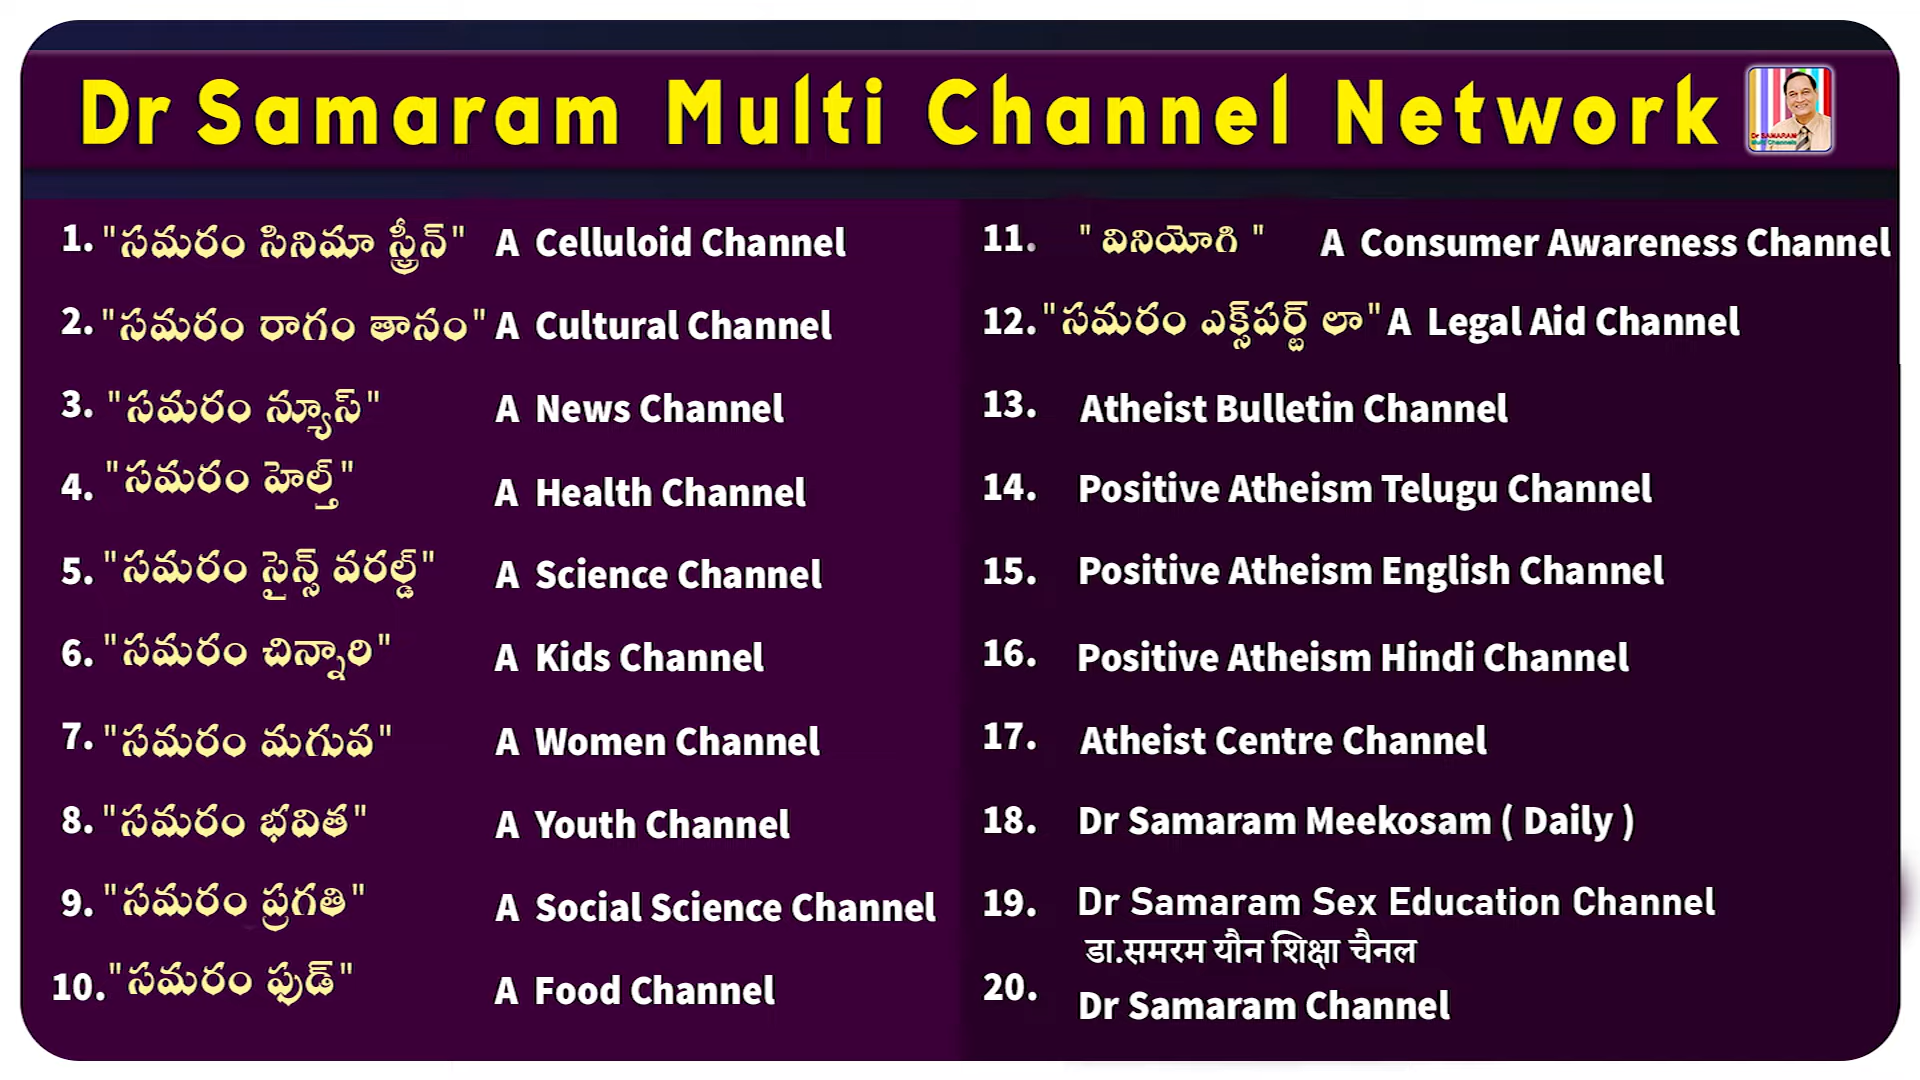 Dr Samaram Multi Channel Network
Dr SAMARAM
Multi Channels
1. "సమరం సినిమా స్క్రీన్" A Celluloid Channel
2. "సమరం రాగం తానం" A Cultural Channel
3. "సమరం న్యూస్" A News Channel
4. "సమరం హెల్త్" A Health Channel
5. "సమరం సైన్స్ వరల్డ్" A Science Channel
6. "సమరం చిన్నారి" A Kids Channel
7. "సమరం మగువ" A Women Channel
8. "సమరం భవిత" A Youth Channel
9. "సమరం ప్రగతి" A Social Science Channel
10. "సమరం ఫుడ్" A Food Channel
11. " వినియోగి " A Consumer Awareness Channel
12. "సమరం ఎక్స్‌పర్ట్ లా" A Legal Aid Channel
13. Atheist Bulletin Channel
14. Positive Atheism Telugu Channel
15. Positive Atheism English Channel
16. Positive Atheism Hindi Channel
17. Atheist Centre Channel
18. Dr Samaram Meekosam ( Daily )
19. Dr Samaram Sex Education Channel
डा.समरम यौन शिक्षा चैनल
20. Dr Samaram Channel